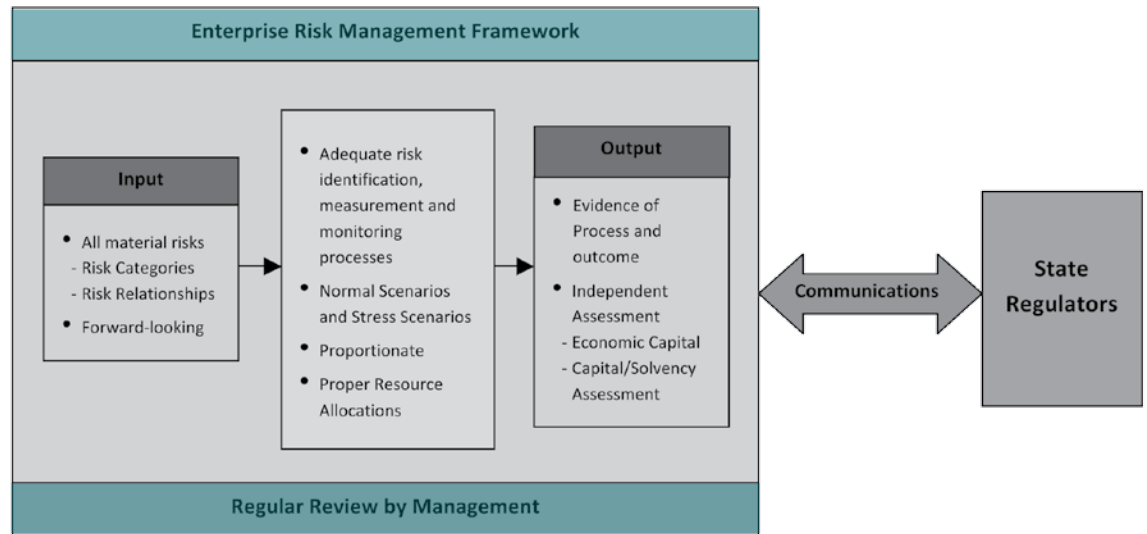 Enterprise Risk Management Framework
Input
• All material risks
- Risk Categories
- Risk Relationships
• Forward-looking
• Adequate risk
identification,
measurement and
monitoring
processes
• Normal Scenarios
and Stress Scenarios
• Proportionate
• Proper Resource
Allocations
Output
• Evidence of
Process and
outcome
• Independent
Assessment
- Economic Capital
- Capital/Solvency
Assessment
Communications
State
Regulators
Regular Review by Management